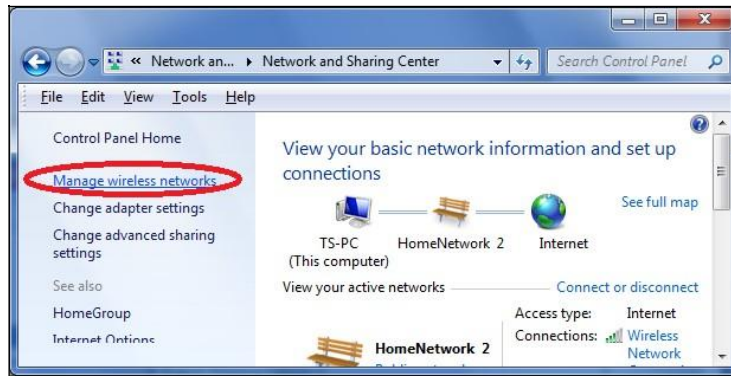 « Network an... ▸ Network and Sharing Center
Search Control Panel
File Edit View Tools Help
Control Panel Home
Manage wireless networks
Change adapter settings
Change advanced sharing
settings
See also
HomeGroup
Internet Options
View your basic network information and set up
connections
See full map
TS-PC
(This computer)
HomeNetwork 2
Internet
View your active networks
Connect or disconnect
HomeNetwork 2
Access type: Internet
Connections: Wireless
Network